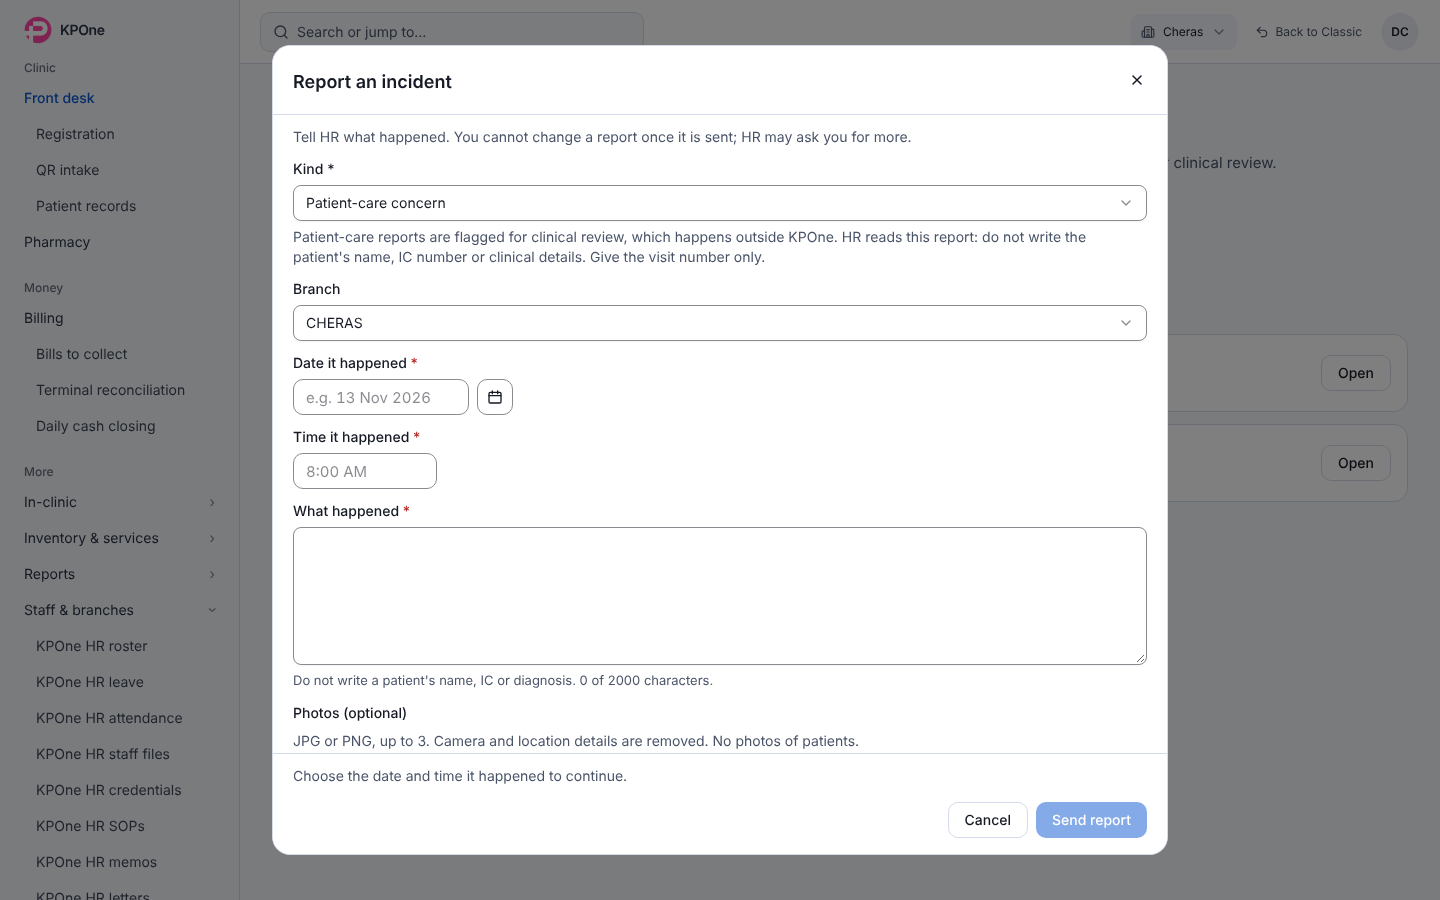 KPOne
Search or jump to...
Cheras
Back to Classic
DC
Clinic
Front desk
Registration
QR intake
Patient records
Pharmacy
Money
Billing
Bills to collect
Terminal reconciliation
Daily cash closing
More
In-clinic
Inventory & services
Reports
Staff & branches
KPOne HR roster
KPOne HR leave
KPOne HR attendance
KPOne HR staff files
KPOne HR credentials
KPOne HR SOPs
KPOne HR memos
KPOne HR letters
clinical review.
Open
Open
Report an incident
Tell HR what happened. You cannot change a report once it is sent; HR may ask you for more.
Kind *
Patient-care concern
Patient-care reports are flagged for clinical review, which happens outside KPOne. HR reads this report: do not write the
patient's name, IC number or clinical details. Give the visit number only.
Branch
CHERAS
Date it happened *
e.g. 13 Nov 2026
Time it happened *
8:00 AM
What happened *
Do not write a patient's name, IC or diagnosis. 0 of 2000 characters.
Photos (optional)
JPG or PNG, up to 3. Camera and location details are removed. No photos of patients.
Choose the date and time it happened to continue.
Cancel
Send report